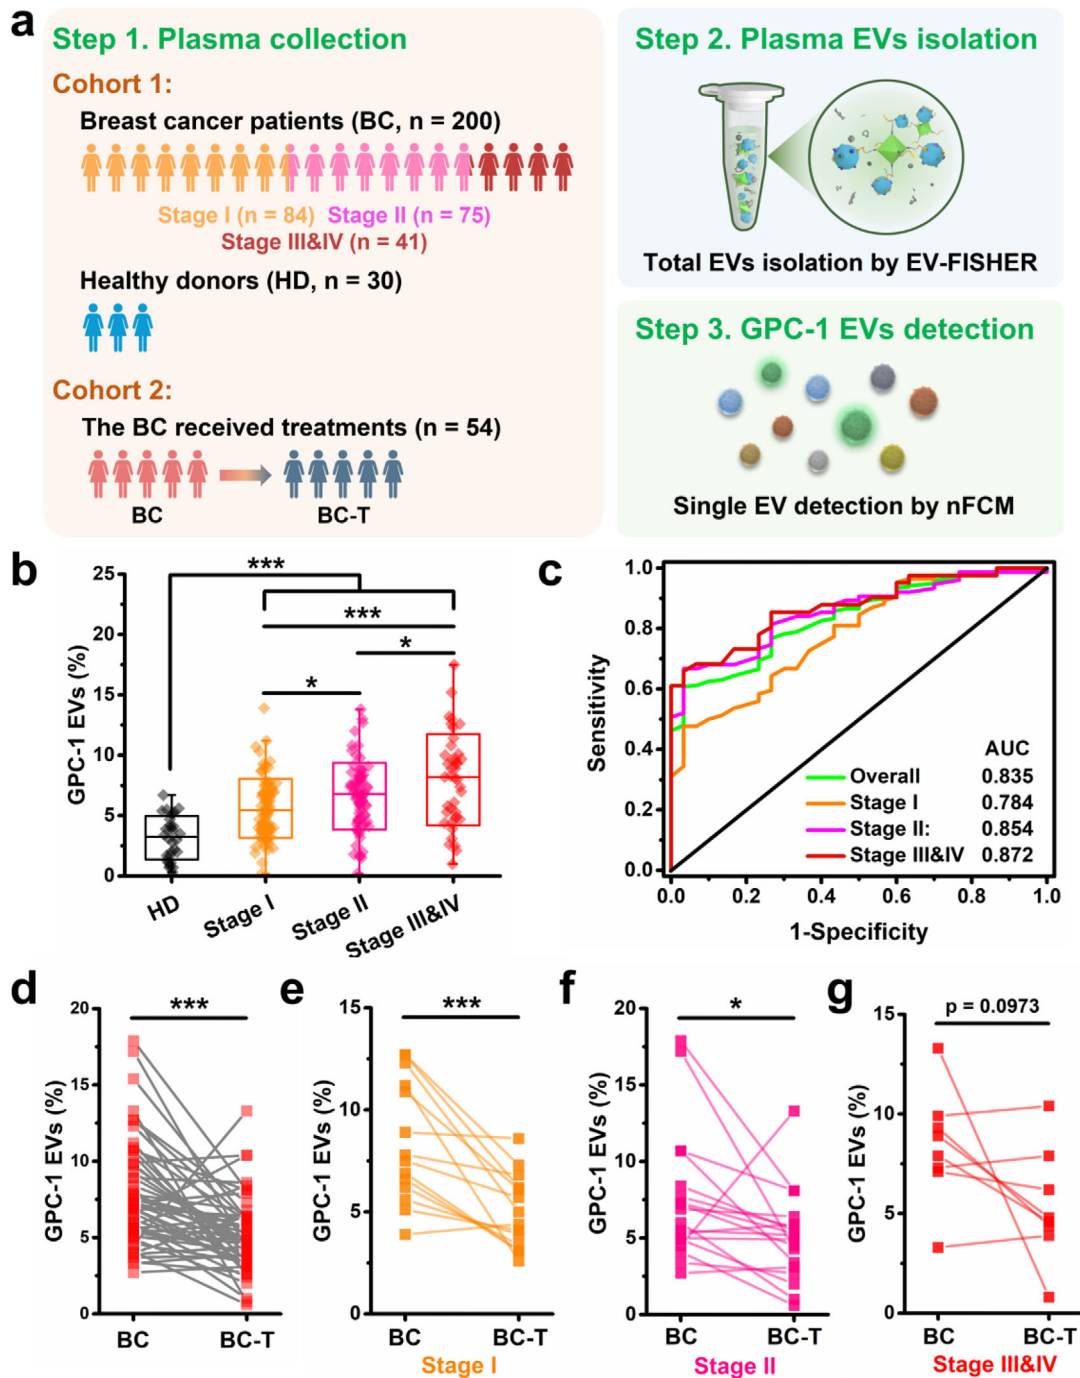 a
Step 1. Plasma collection
Cohort 1:
Breast cancer patients (BC, n = 200)
Stage I (n = 84) Stage II (n = 75)
Stage III&IV (n = 41)
Healthy donors (HD, n = 30)
Cohort 2:
The BC received treatments (n = 54)
BC
BC-T
Step 2. Plasma EVs isolation
Total EVs isolation by EV-FISHER
Step 3. GPC-1 EVs detection
Single EV detection by nFCM
b
GPC-1 EVs (%)
25
20
15
10
5
0
***
***
*
*
HD
Stage I
Stage II
Stage III&IV
c
Sensitivity
1.0
0.8
0.6
0.4
0.2
0.0
AUC
Overall 0.835
Stage I 0.784
Stage II: 0.854
Stage III&IV 0.872
0.0 0.2 0.4 0.6 0.8 1.0
1-Specificity
d
GPC-1 EVs (%)
20
15
10
5
0
***
BC BC-T
e
GPC-1 EVs (%)
15
10
5
0
***
BC BC-T
Stage I
f
GPC-1 EVs (%)
20
15
10
5
0
*
BC BC-T
Stage II
g
GPC-1 EVs (%)
15
10
5
0
p = 0.0973
BC BC-T
Stage III&IV